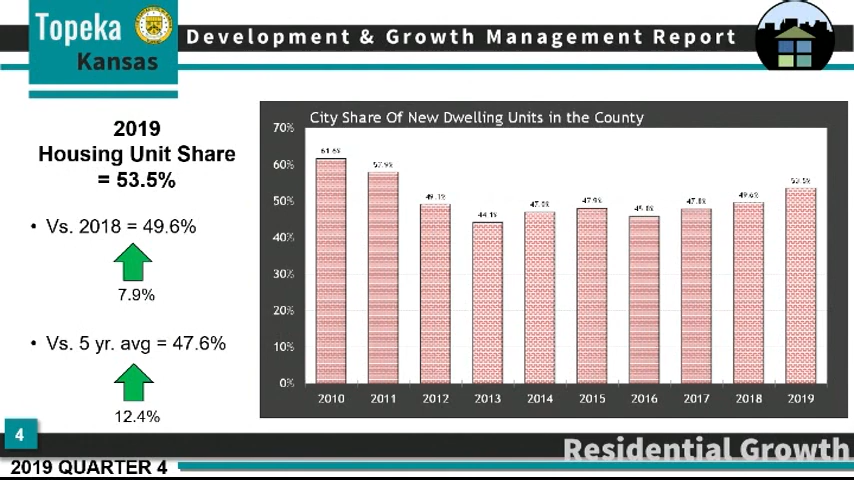 Topeka
Kansas
Development & Growth Management Report
2019
Housing Unit Share
= 53.5%
• Vs. 2018 = 49.6%
7.9%
• Vs. 5 yr. avg = 47.6%
12.4%
City Share Of New Dwelling Units in the County
70%
60%
50%
40%
30%
20%
10%
0%
61.6%
57.9%
49.1%
44.1%
47.0%
47.9%
45.8%
47.8%
49.6%
53.5%
2010 2011 2012 2013 2014 2015 2016 2017 2018 2019
4
Residential Growth
2019 QUARTER 4